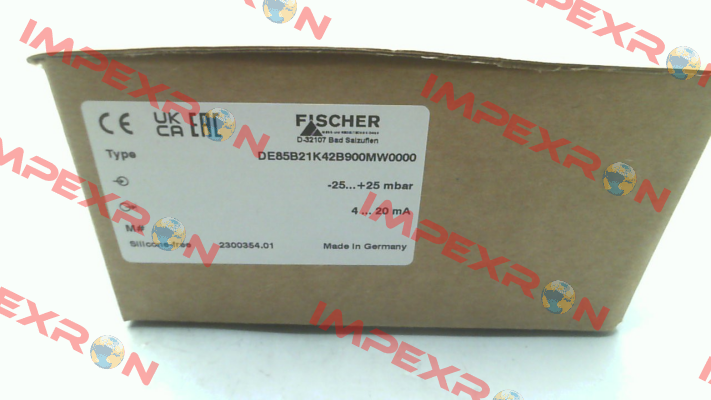 CE UK CA EAC
FISCHER
D-32107 Bad Salzuflen
Type DE85B21K42B900MW0000
-25...+25 mbar
4 ... 20 mA
M#
Silicone-free 2300354.01 Made in Germany
IMPEXRON
IMPEXRON
IMPEXRON
IMPEXRON
IMPEXRON
IMPEXRON